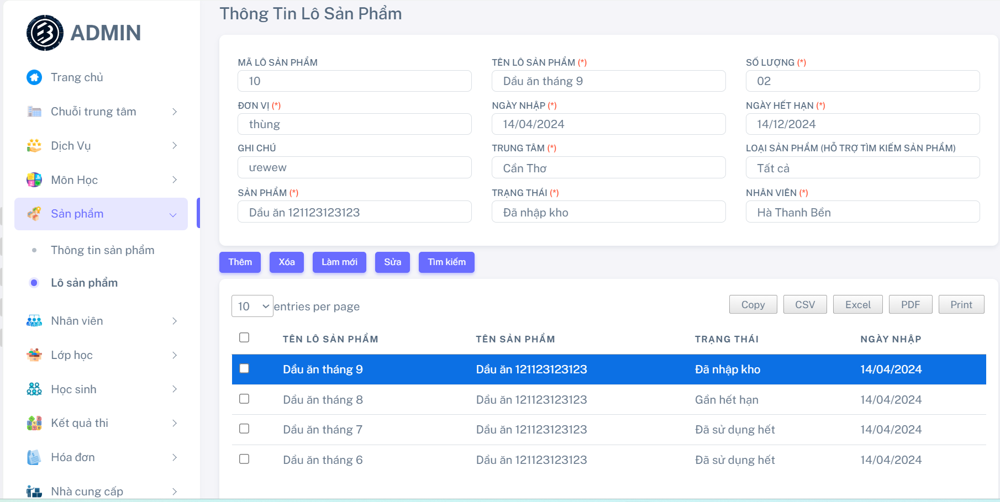 ADMIN
Trang chủ
Chuỗi trung tâm
Dịch Vụ
Môn Học
Sản phẩm
Thông tin sản phẩm
Lô sản phẩm
Nhân viên
Lớp học
Học sinh
Kết quả thi
Hóa đơn
Nhà cung cấp
Thông Tin Lô Sản Phẩm
MÃ LÔ SẢN PHẨM TÊN LÔ SẢN PHẨM (*) SỐ LƯỢNG (*)
10 Dầu ăn tháng 9 02
ĐƠN VỊ (*) NGÀY NHẬP (*) NGÀY HẾT HẠN (*)
thùng 14/04/2024 14/12/2024
GHI CHÚ TRUNG TÂM (*) LOẠI SẢN PHẨM (HỖ TRỢ TÌM KIẾM SẢN PHẨM)
ưewew Cần Thơ Tất cả
SẢN PHẨM (*) TRẠNG THÁI (*) NHÂN VIÊN (*)
Dầu ăn 121123123123 Đã nhập kho Hà Thanh Bền
Thêm Xóa Làm mới Sửa Tìm kiếm
10 entries per page Copy CSV Excel PDF Print
TÊN LÔ SẢN PHẨM TÊN SẢN PHẨM TRẠNG THÁI NGÀY NHẬP
Dầu ăn tháng 9 Dầu ăn 121123123123 Đã nhập kho 14/04/2024
Dầu ăn tháng 8 Dầu ăn 121123123123 Gần hết hạn 14/04/2024
Dầu ăn tháng 7 Dầu ăn 121123123123 Đã sử dụng hết 14/04/2024
Dầu ăn tháng 6 Dầu ăn 121123123123 Đã sử dụng hết 14/04/2024